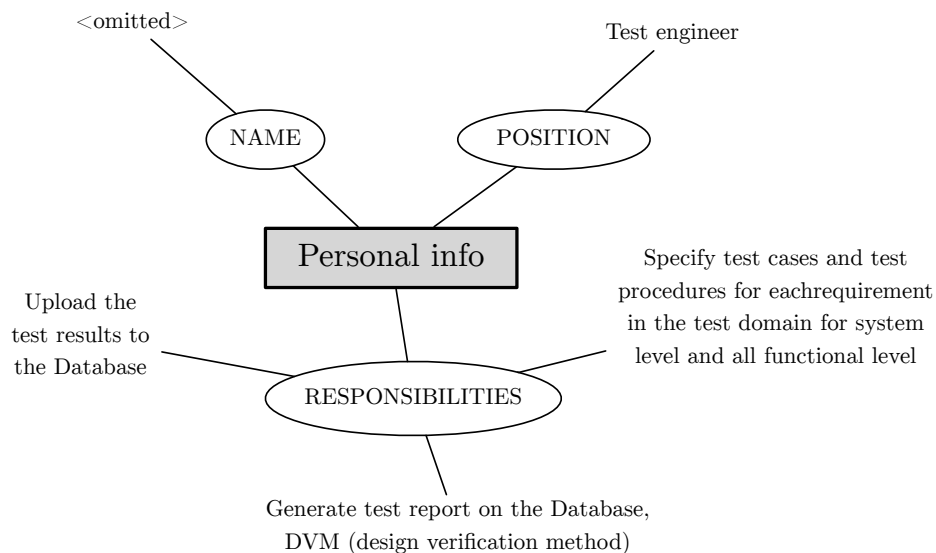 <omitted>
Test engineer
NAME
POSITION
Personal info
Specify test cases and test
procedures for eachrequirement
in the test domain for system
level and all functional level
Upload the
test results to
the Database
RESPONSIBILITIES
Generate test report on the Database,
DVM (design verification method)